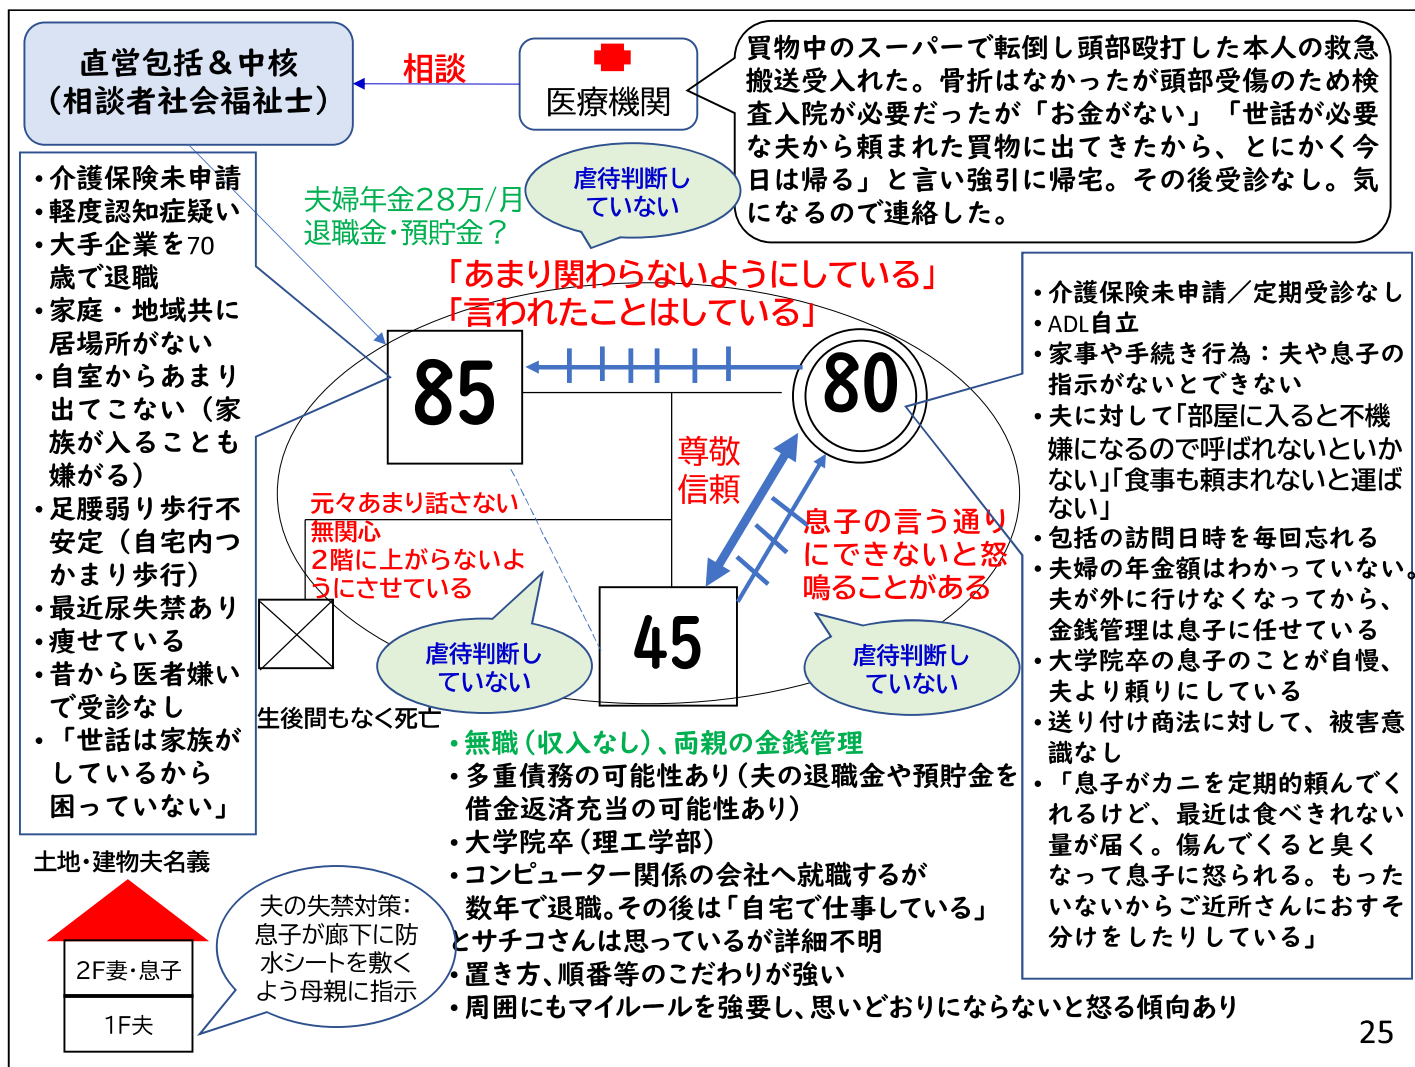 直営包括＆中核
（相談者社会福祉士）
相談
医療機関
買物中のスーパーで転倒し頭部殴打した本人の救急
搬送受入れた。骨折はなかったが頭部受傷のため検
査入院が必要だったが「お金がない」「世話が必要
な夫から頼まれた買物に出てきたから、とにかく今
日は帰る」と言い強引に帰宅。その後受診なし。気
になるので連絡した。
・介護保険未申請
・軽度認知症疑い
・大手企業を70
歳で退職
・家庭・地域共に
居場所がない
・自室からあまり
出てこない（家
族が入ることも
嫌がる）
・足腰弱り歩行不
安定（自宅内つ
かまり歩行）
・最近尿失禁あり
・痩せている
・昔から医者嫌い
で受診なし
・「世話は家族が
しているから
困っていない」
夫婦年金28万/月
退職金・預貯金？
虐待判断し
ていない
「あまり関わらないようにしている」
「言われたことはしている」
85
80
尊敬
信頼
元々あまり話さない
無関心
２階に上がらないよ
うにさせている
息子の言う通り
にできないと怒
鳴ることがある
45
虐待判断し
ていない
虐待判断し
ていない
生後間もなく死亡
・介護保険未申請／定期受診なし
・ADL自立
・家事や手続き行為：夫や息子の
指示がないとできない
・夫に対して「部屋に入ると不機
嫌になるので呼ばれないといか
ない」「食事も頼まれないと運ば
ない」
・包括の訪問日時を毎回忘れる
・夫婦の年金額はわかっていない。
夫が外に行けなくなってから、
金銭管理は息子に任せている
・大学院卒の息子のことが自慢、
夫より頼りにしている
・送り付け商法に対して、被害意
識なし
・「息子がカニを定期的頼んでく
れるけど、最近は食べきれない
量が届く。傷んでくると臭く
なって息子に怒られる。もった
いないからご近所さんにおすそ
分けをしたりしている」
・無職（収入なし）、両親の金銭管理
・多重債務の可能性あり（夫の退職金や預貯金を
借金返済充当の可能性あり）
・大学院卒（理工学部）
・コンピューター関係の会社へ就職するが
数年で退職。その後は「自宅で仕事している」
とサチコさんは思っているが詳細不明
・置き方、順番等のこだわりが強い
・周囲にもマイルールを強要し、思いどおりにならないと怒る傾向あり
土地・建物夫名義
2F妻・息子
1F夫
夫の失禁対策：
息子が廊下に防
水シートを敷く
よう母親に指示
25